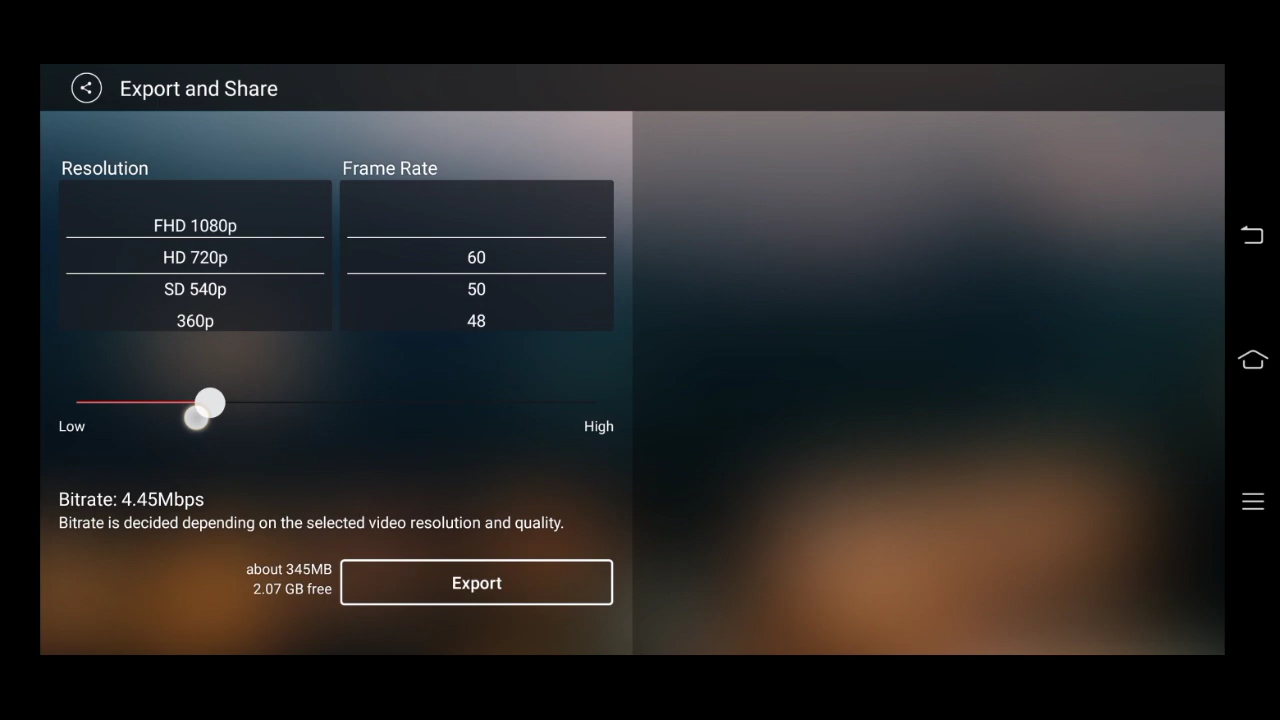 Export and Share
Resolution
Frame Rate
FHD 1080p
HD 720p
SD 540p
360p
60
50
48
Low
High
Bitrate: 4.45Mbps
Bitrate is decided depending on the selected video resolution and quality.
about 345MB
2.07 GB free
Export